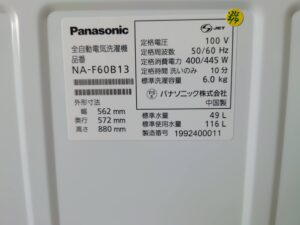 Panasonic
全自動電気洗濯機
品番
NA-F60B13
外形寸法
幅 562 mm
奥行 572 mm
高さ 880 mm
JET
定格電圧 100 V
定格周波数 50/60 Hz
定格消費電力 400/445 W
定格時間 洗いのみ 10 分
標準洗濯容量 6.0 kg
パナソニック株式会社
中国製
標準水量 49 L
標準使用水量 116 L
製造番号 1992400011